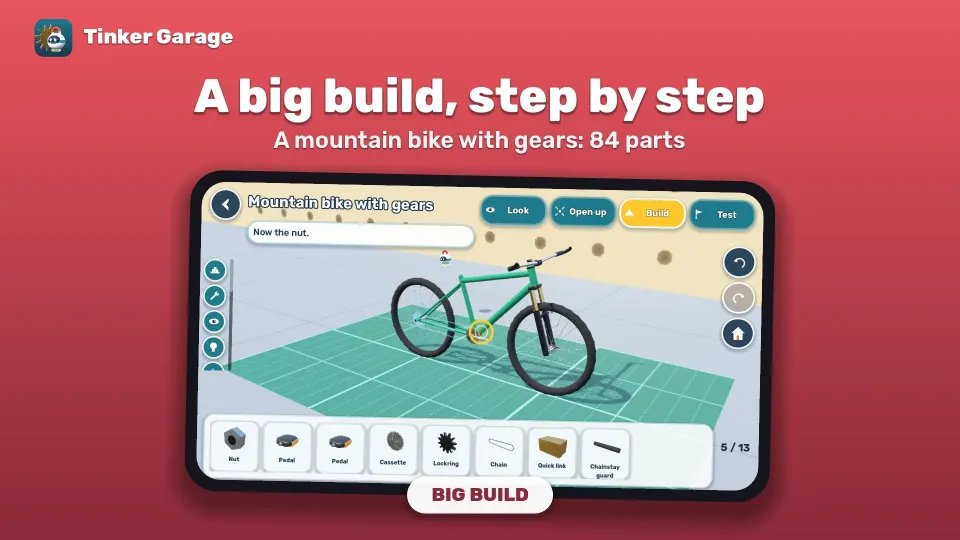 Tinker Garage
A big build, step by step
A mountain bike with gears: 84 parts
Mountain bike with gears
Look
Open up
Build
Test
Now the nut.
5 / 13
Nut
Pedal
Pedal
Cassette
Lockring
Chain
Quick link
Chainstay
guard
BIG BUILD